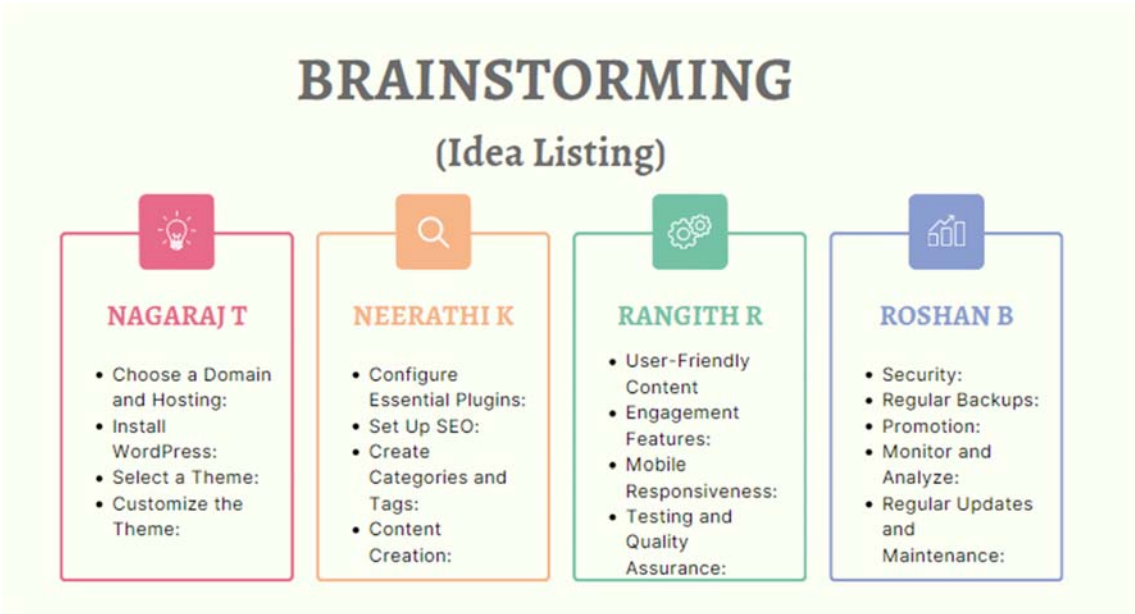 BRAINSTORMING
(Idea Listing)
NAGARAJ T
• Choose a Domain
and Hosting:
• Install
WordPress:
• Select a Theme:
• Customize the
Theme:
NEERATHI K
• Configure
Essential Plugins:
• Set Up SEO:
• Create
Categories and
Tags:
• Content
Creation:
RANGITH R
• User-Friendly
Content
• Engagement
Features:
• Mobile
Responsiveness:
• Testing and
Quality
Assurance:
ROSHAN B
• Security:
• Regular Backups:
• Promotion:
• Monitor and
Analyze:
• Regular Updates
and
Maintenance: